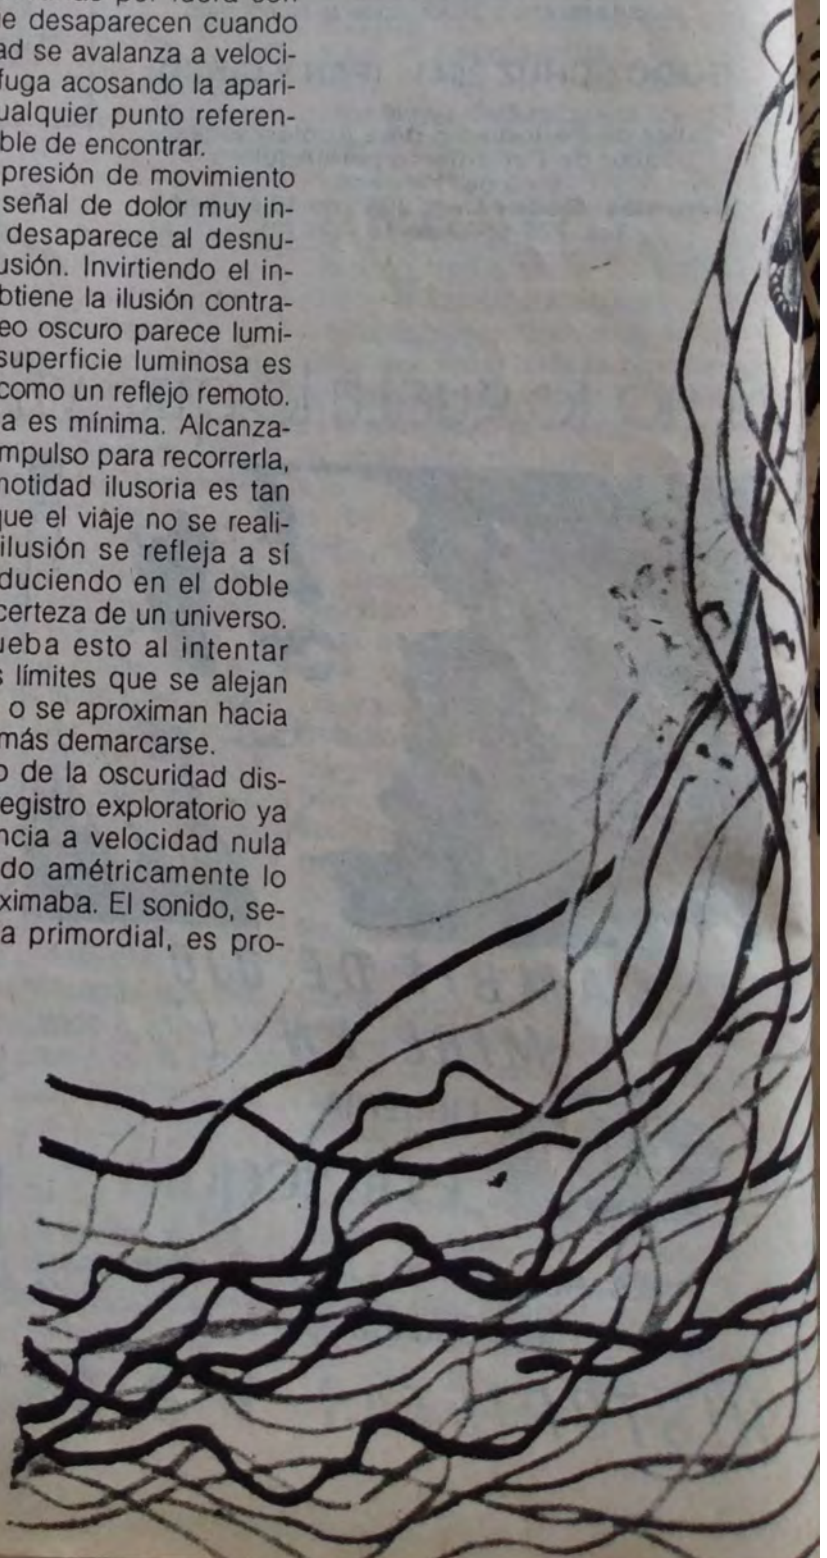 e desaparecen cuando
ad se avalanza a veloci-
fuga acosando la apari-
ualquier punto referen-
ble de encontrar.
presión de movimiento
señal de dolor muy in-
desaparece al desnu-
usión. Invirtiendo el in-
btiene la ilusión contra-
eo oscuro parece lumi-
superficie luminosa es
como un reflejo remoto.
a es mínima. Alcanza-
mpulso para recorrerla,
notidad ilusoria es tan
que el viaje no se reali-
ilusión se refleja a sí
duciendo en el doble
certeza de un universo.
ueba esto al intentar
s límites que se alejan
o se aproximan hacia
más demarcarse.
o de la oscuridad dis-
egistro exploratorio ya
ncia a velocidad nula
do amétricamente lo
ximaba. El sonido, se-
a primordial, es pro-